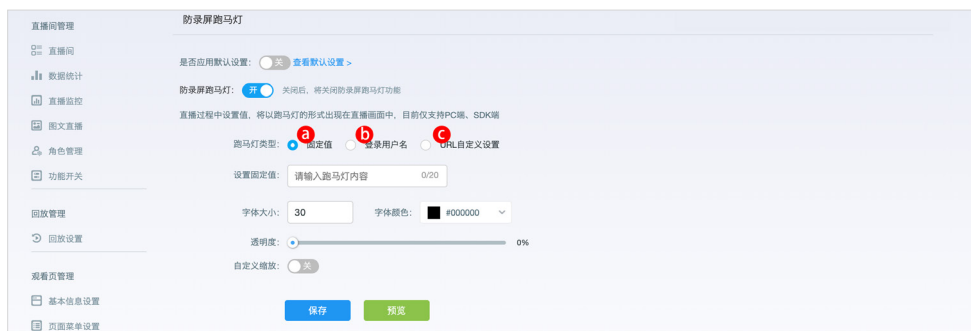 直播间管理
直播间
数据统计
直播监控
图文直播
角色管理
功能开关
回放管理
回放设置
观看页管理
基本信息设置
页面菜单设置
防录屏跑马灯
是否应用默认设置： 关 查看默认设置 >
防录屏跑马灯： 开 关闭后，将关闭防录屏跑马灯功能
直播过程中设置值，将以跑马灯的形式出现在直播画面中，目前仅支持PC端、SDK端
a b c
跑马灯类型： 固定值 登录用户名 URL自定义设置
设置固定值： 请输入跑马灯内容 0/20
字体大小： 30 字体颜色： #000000
透明度： 0%
自定义缩放： 关
保存 预览